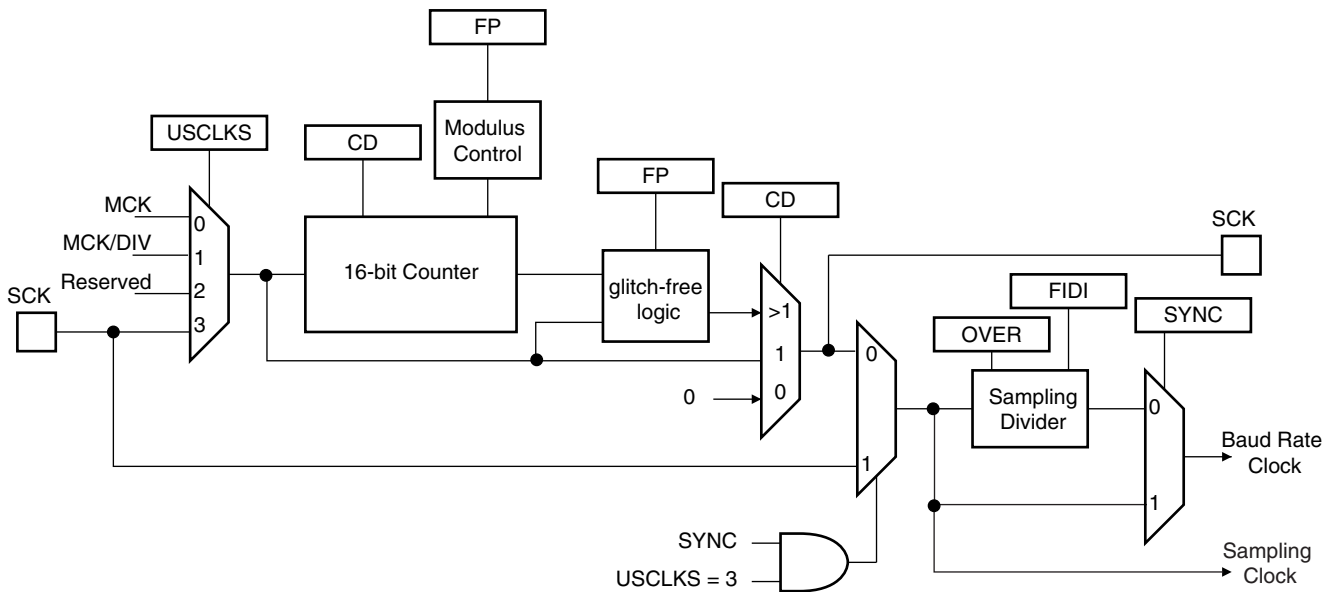 FP
USCLKS
CD
Modulus
Control
FP
CD
MCK
0
MCK/DIV
1
Reserved
2
SCK
3
16-bit Counter
glitch-free
logic
>1
1
0
0
SCK
FIDI
SYNC
OVER
0
Sampling
Divider
0
Baud Rate
Clock
1
1
SYNC
USCLKS = 3
Sampling
Clock